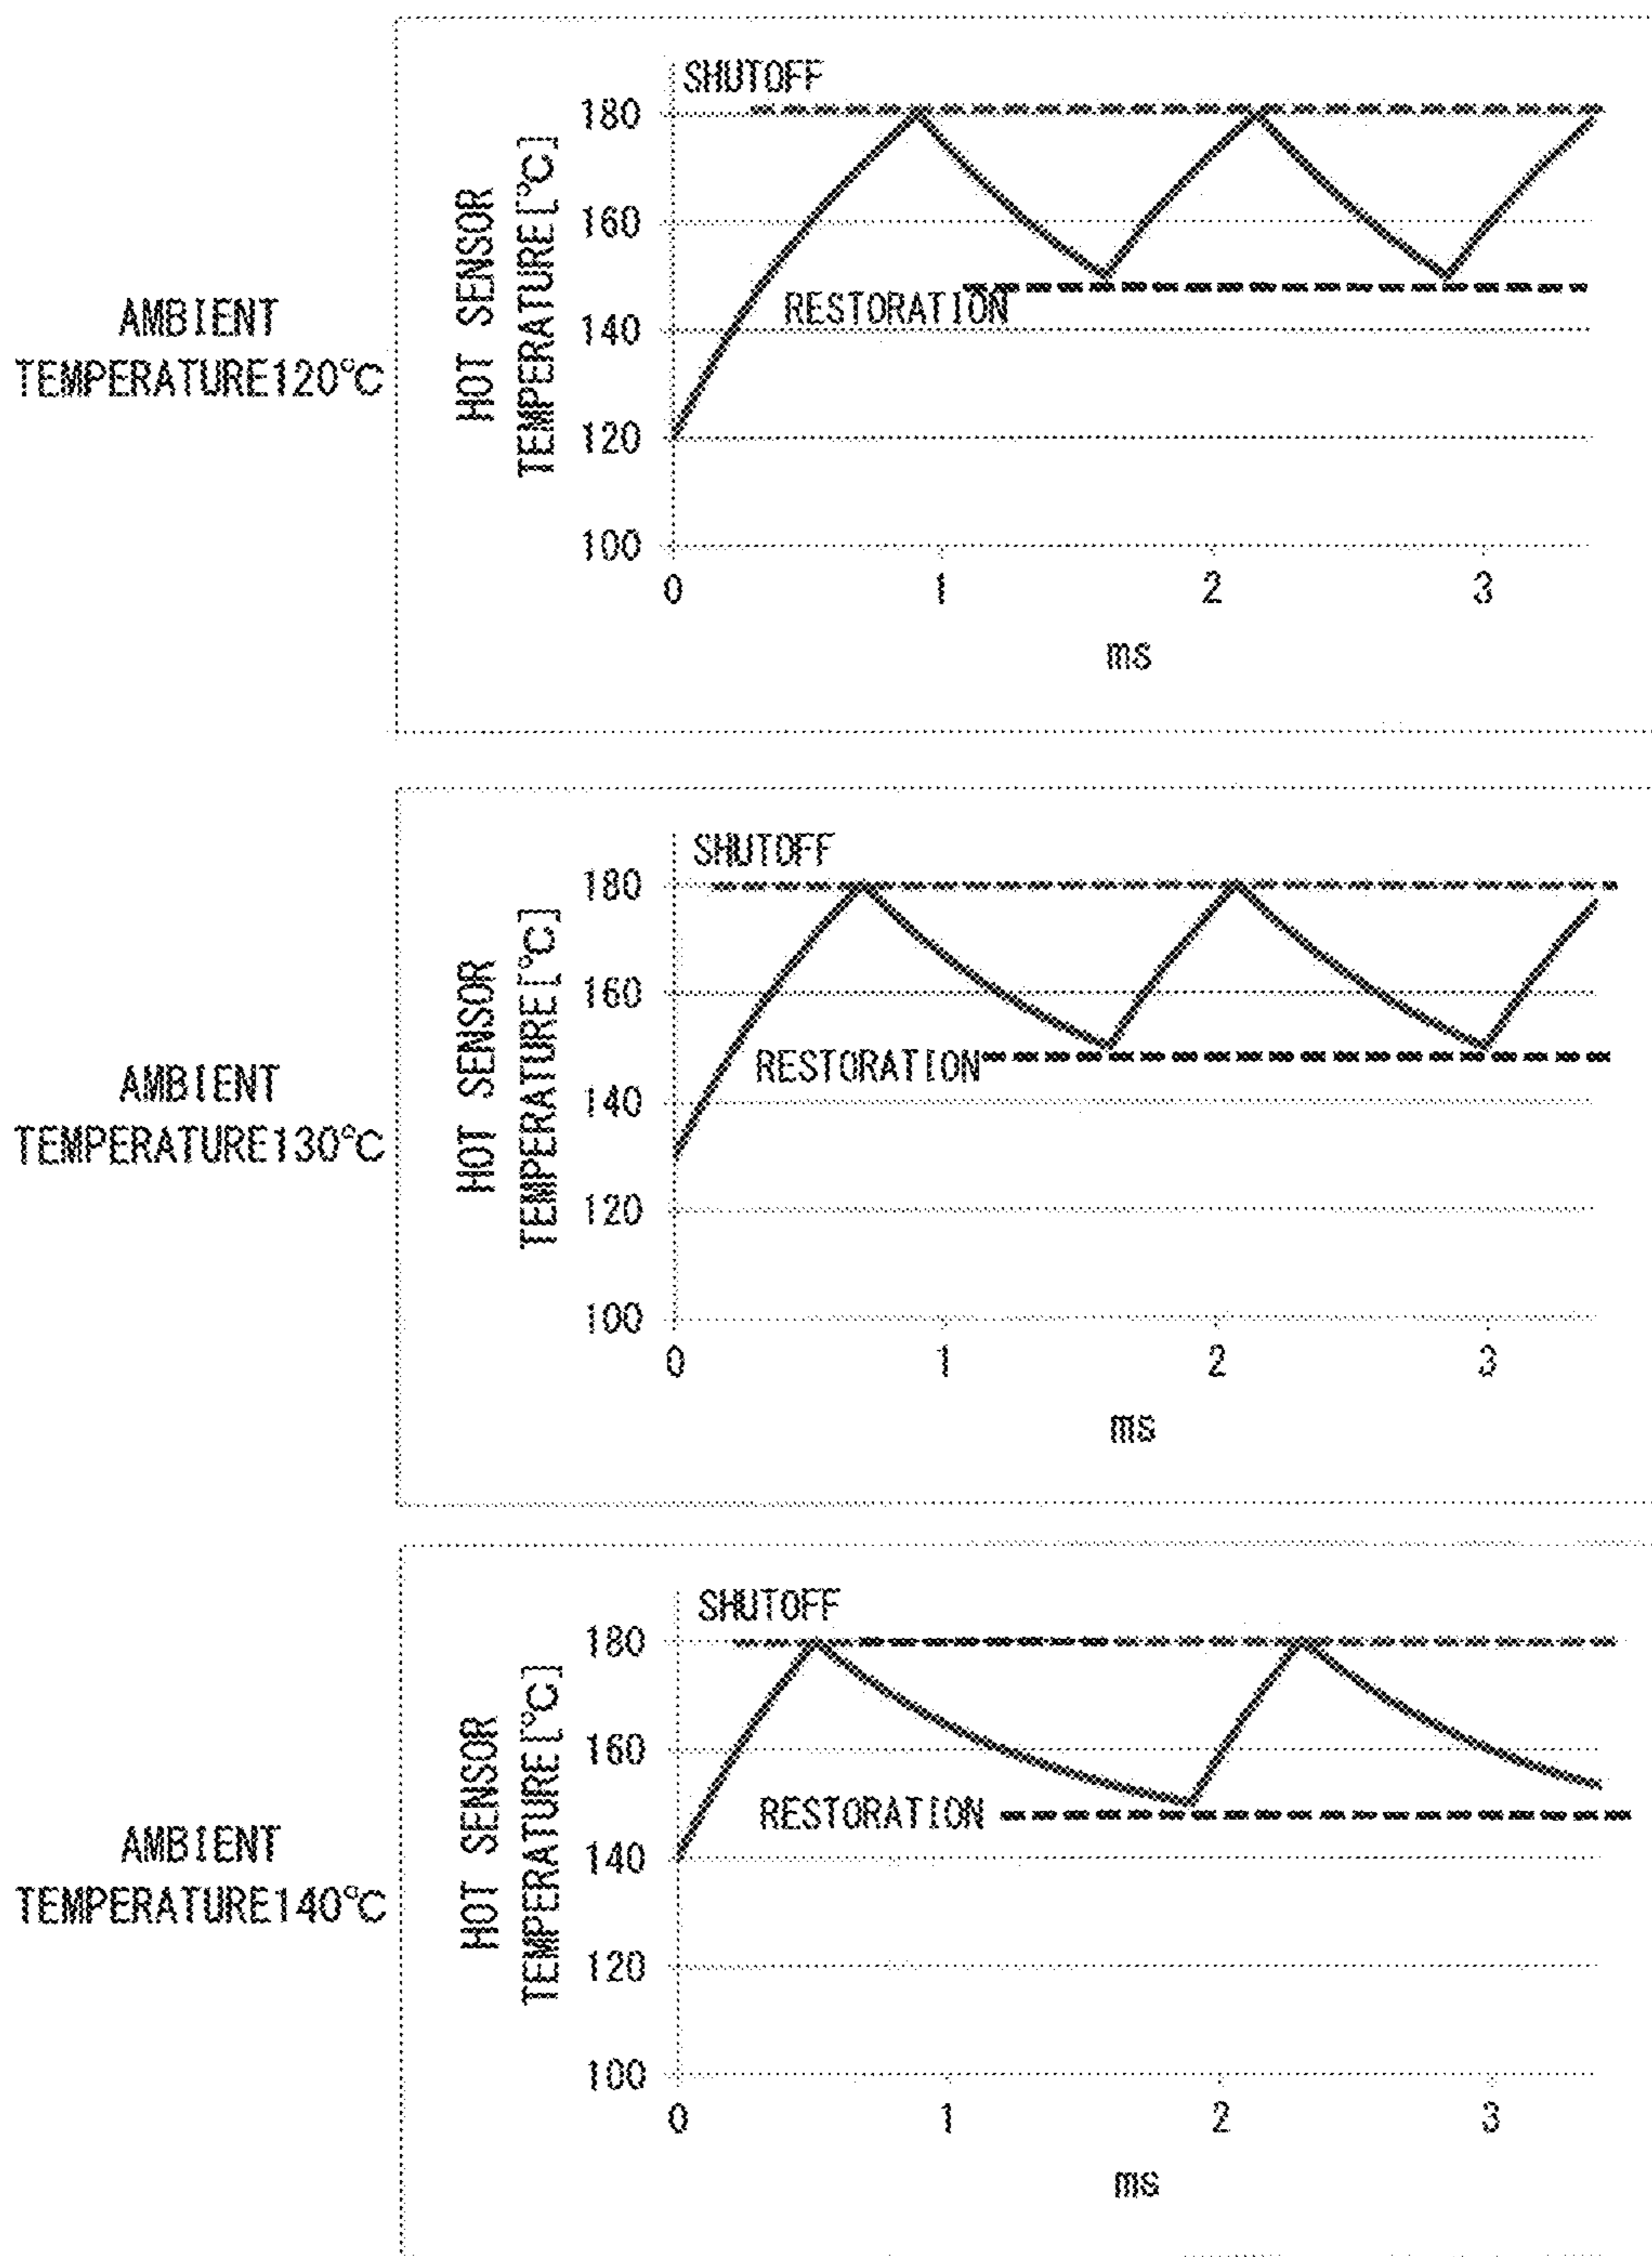 AMBIENT
TEMPERATURE120℃
HOT SENSOR
TEMPERATURE[℃]
SHUTOFF
180
160
RESTORATION
140
120
100
0 1 2 3
ms
AMBIENT
TEMPERATURE130℃
HOT SENSOR
TEMPERATURE[℃]
SHUTOFF
180
160
RESTORATION
140
120
100
0 1 2 3
ms
AMBIENT
TEMPERATURE140℃
HOT SENSOR
TEMPERATURE[℃]
SHUTOFF
180
160
RESTORATION
140
120
100
0 1 2 3
ms